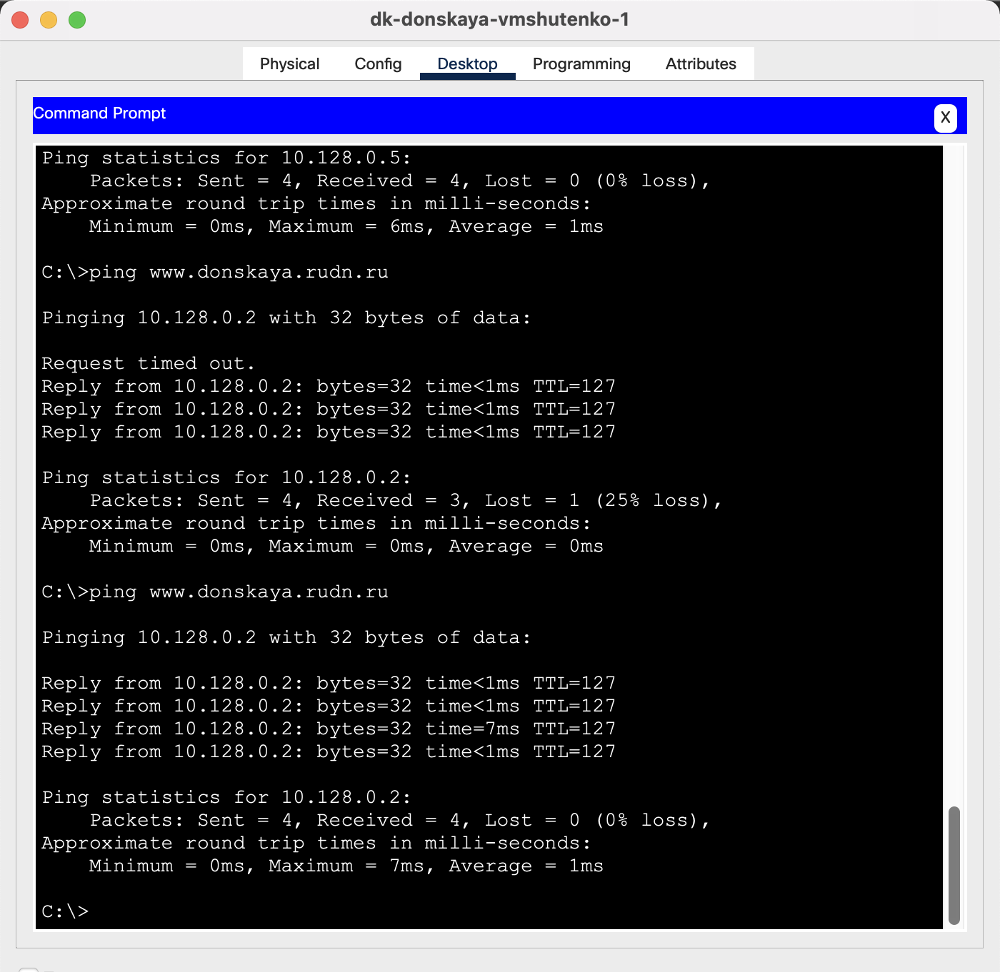 dk-donskaya-vmshutenko-1
Physical Config Desktop Programming Attributes
Command Prompt
X
Ping statistics for 10.128.0.5:
    Packets: Sent = 4, Received = 4, Lost = 0 (0% loss),
Approximate round trip times in milli-seconds:
    Minimum = 0ms, Maximum = 6ms, Average = 1ms
C:\>ping www.donskaya.rudn.ru
Pinging 10.128.0.2 with 32 bytes of data:
Request timed out.
Reply from 10.128.0.2: bytes=32 time<1ms TTL=127
Reply from 10.128.0.2: bytes=32 time<1ms TTL=127
Reply from 10.128.0.2: bytes=32 time<1ms TTL=127
Ping statistics for 10.128.0.2:
    Packets: Sent = 4, Received = 3, Lost = 1 (25% loss),
Approximate round trip times in milli-seconds:
    Minimum = 0ms, Maximum = 0ms, Average = 0ms
C:\>ping www.donskaya.rudn.ru
Pinging 10.128.0.2 with 32 bytes of data:
Reply from 10.128.0.2: bytes=32 time<1ms TTL=127
Reply from 10.128.0.2: bytes=32 time<1ms TTL=127
Reply from 10.128.0.2: bytes=32 time=7ms TTL=127
Reply from 10.128.0.2: bytes=32 time<1ms TTL=127
Ping statistics for 10.128.0.2:
    Packets: Sent = 4, Received = 4, Lost = 0 (0% loss),
Approximate round trip times in milli-seconds:
    Minimum = 0ms, Maximum = 7ms, Average = 1ms
C:\>